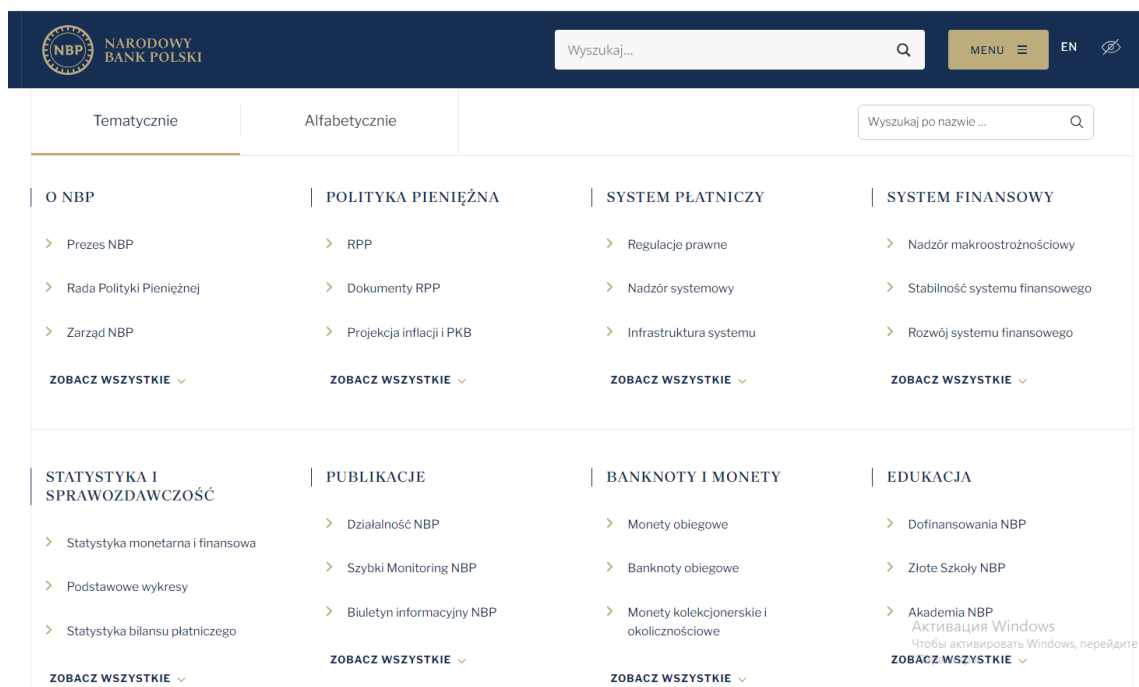 NBP
NARODOWY
BANK POLSKI
Wyszukaj...
MENU
EN
Tematycznie
Alfabetycznie
Wyszukaj po nazwie ...
O NBP
Prezes NBP
Rada Polityki Pieniężnej
Zarząd NBP
ZOBACZ WSZYSTKIE
POLITYKA PIENIĘŻNA
RPP
Dokumenty RPP
Projekcja inflacji i PKB
ZOBACZ WSZYSTKIE
SYSTEM PŁATNICZY
Regulacje prawne
Nadzór systemowy
Infrastruktura systemu
ZOBACZ WSZYSTKIE
SYSTEM FINANSOWY
Nadzór makroostrożnościowy
Stabilność systemu finansowego
Rozwój systemu finansowego
ZOBACZ WSZYSTKIE
STATYSTYKA I
SPRAWOZDAWCZOŚĆ
Statystyka monetarna i finansowa
Podstawowe wykresy
Statystyka bilansu płatniczego
ZOBACZ WSZYSTKIE
PUBLIKACJE
Działalność NBP
Szybki Monitoring NBP
Biuletyn informacyjny NBP
ZOBACZ WSZYSTKIE
BANKNOTY I MONETY
Monety obiegowe
Banknoty obiegowe
Monety kolekcjonerskie i
okolicznościowe
ZOBACZ WSZYSTKIE
EDUKACJA
Dofinansowania NBP
Złote Szkoły NBP
Akademia NBP
ZOBACZ WSZYSTKIE
Активация Windows
Чтобы активировать Windows, перейдите